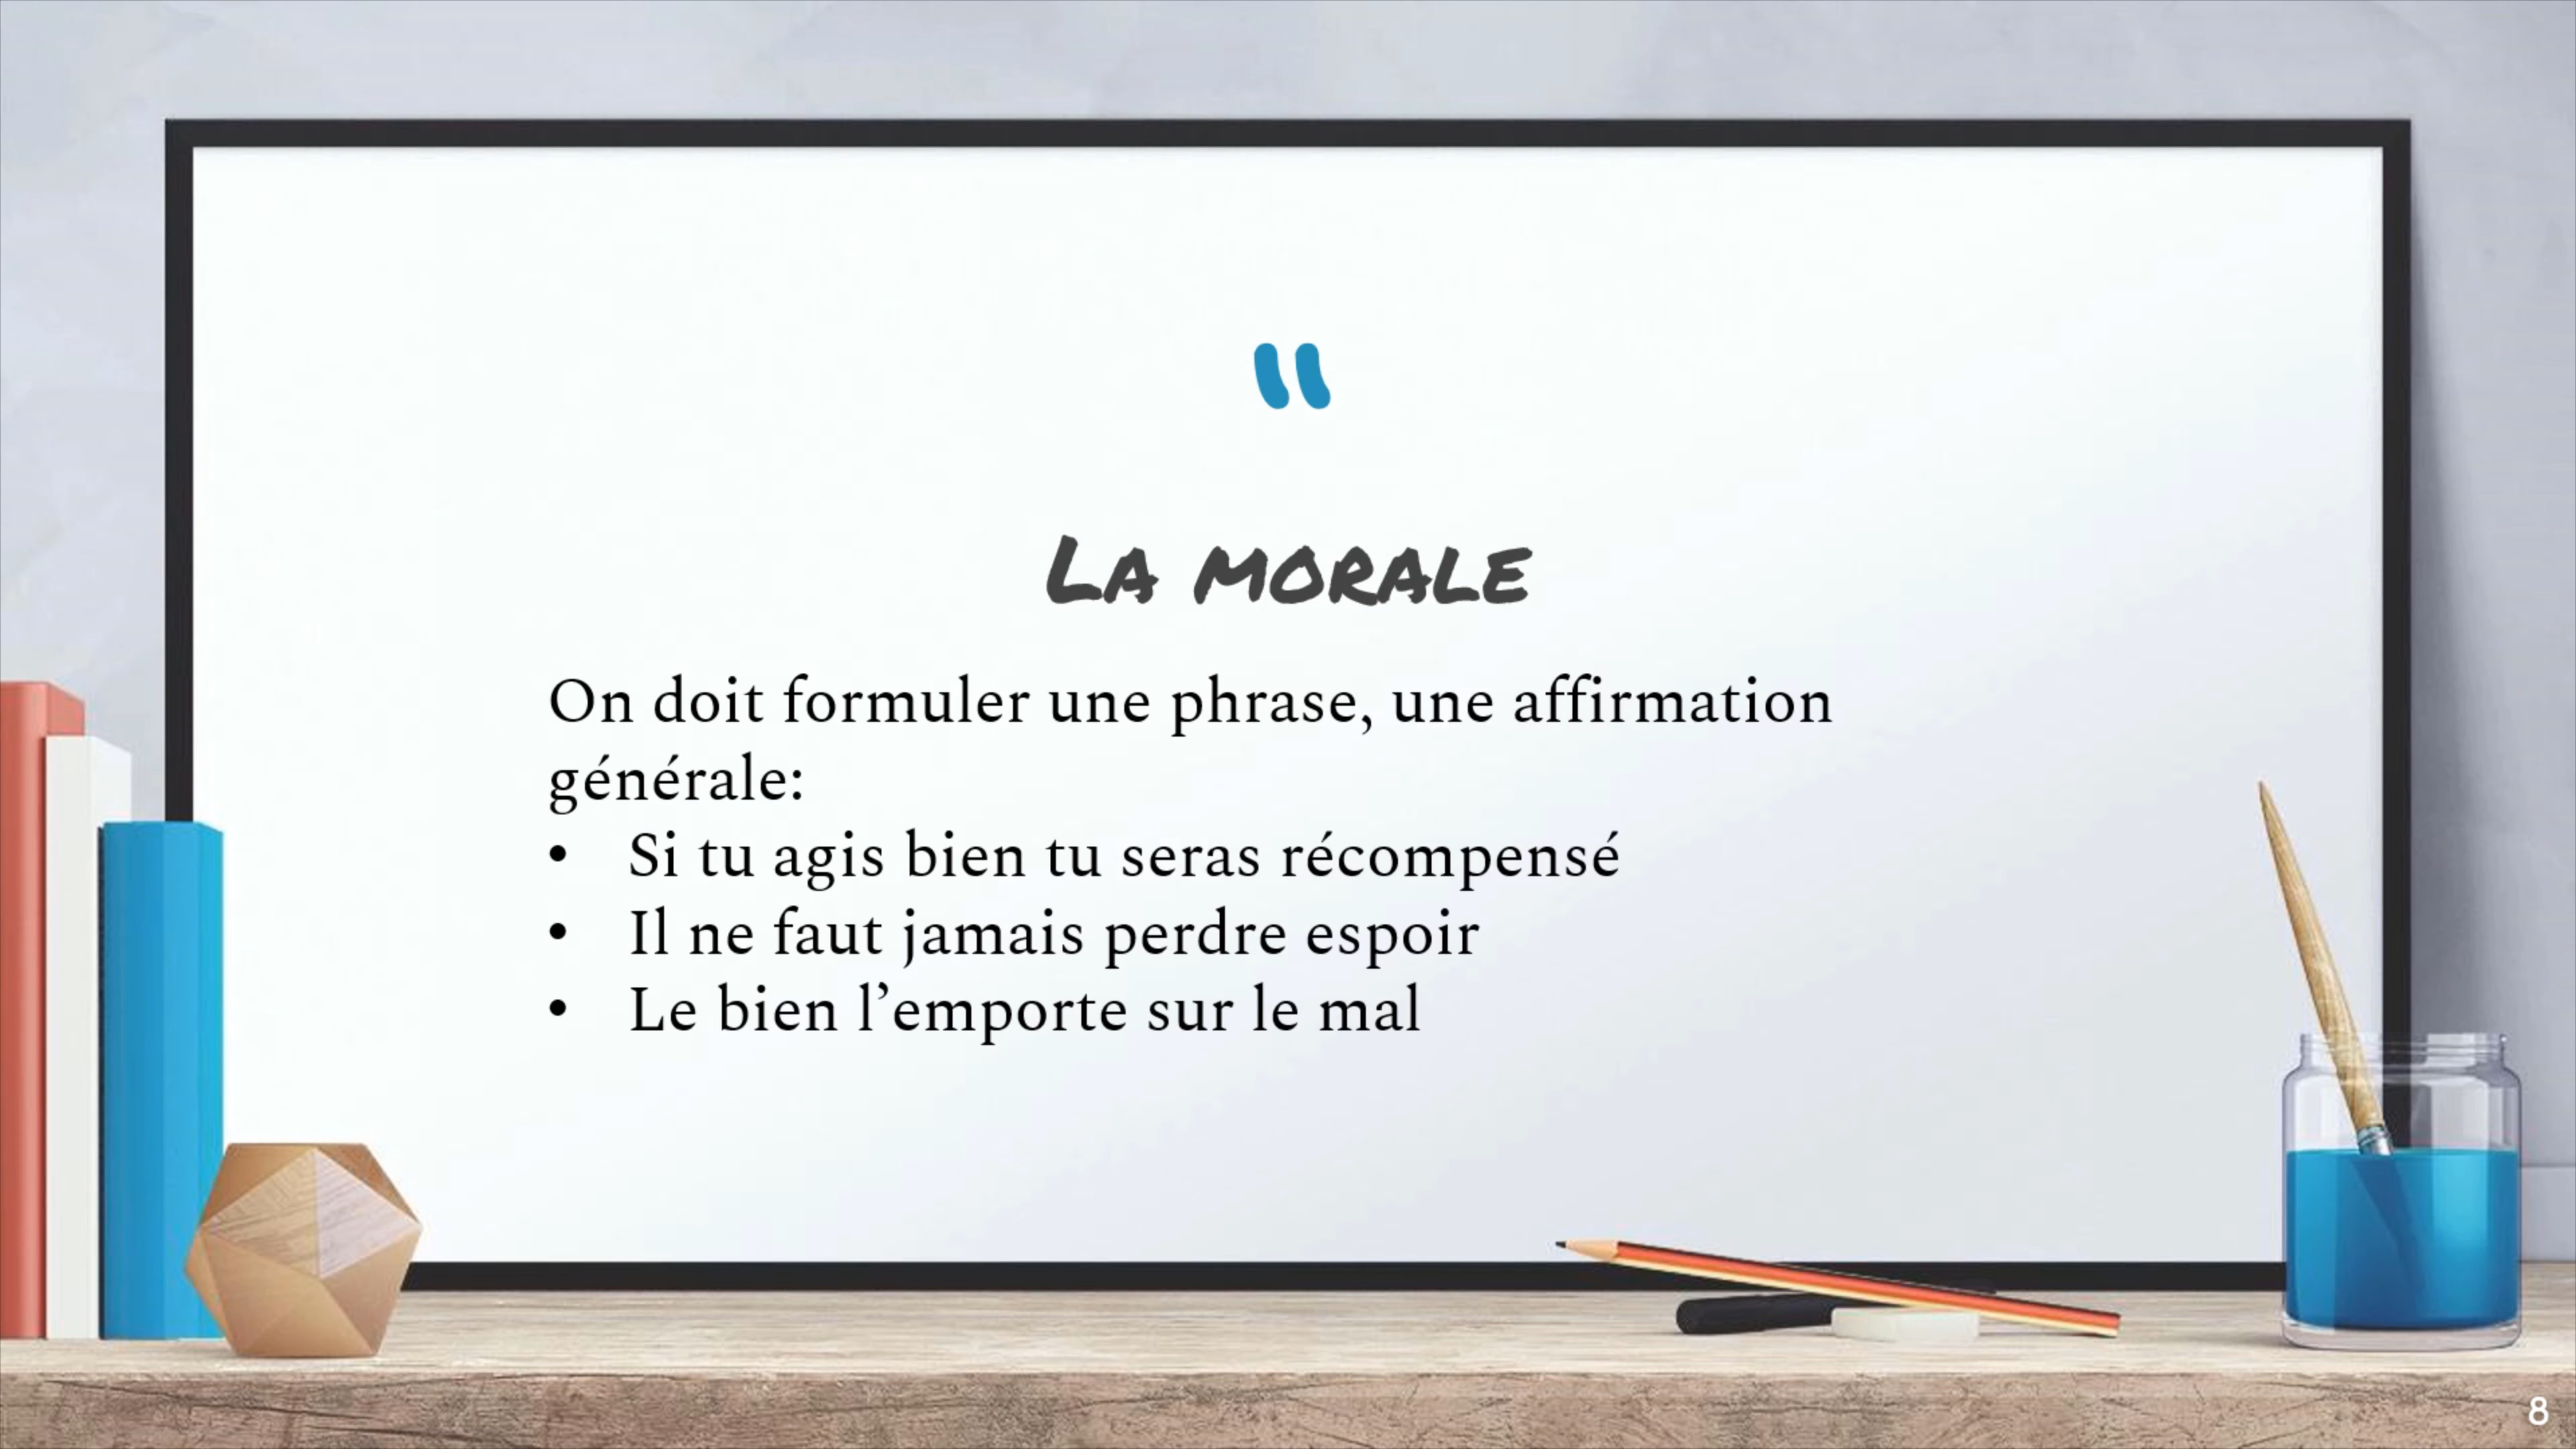 "
La morale
On doit formuler une phrase, une affirmation
générale:
• Si tu agis bien tu seras récompensé
• Il ne faut jamais perdre espoir
• Le bien l’emporte sur le mal
8